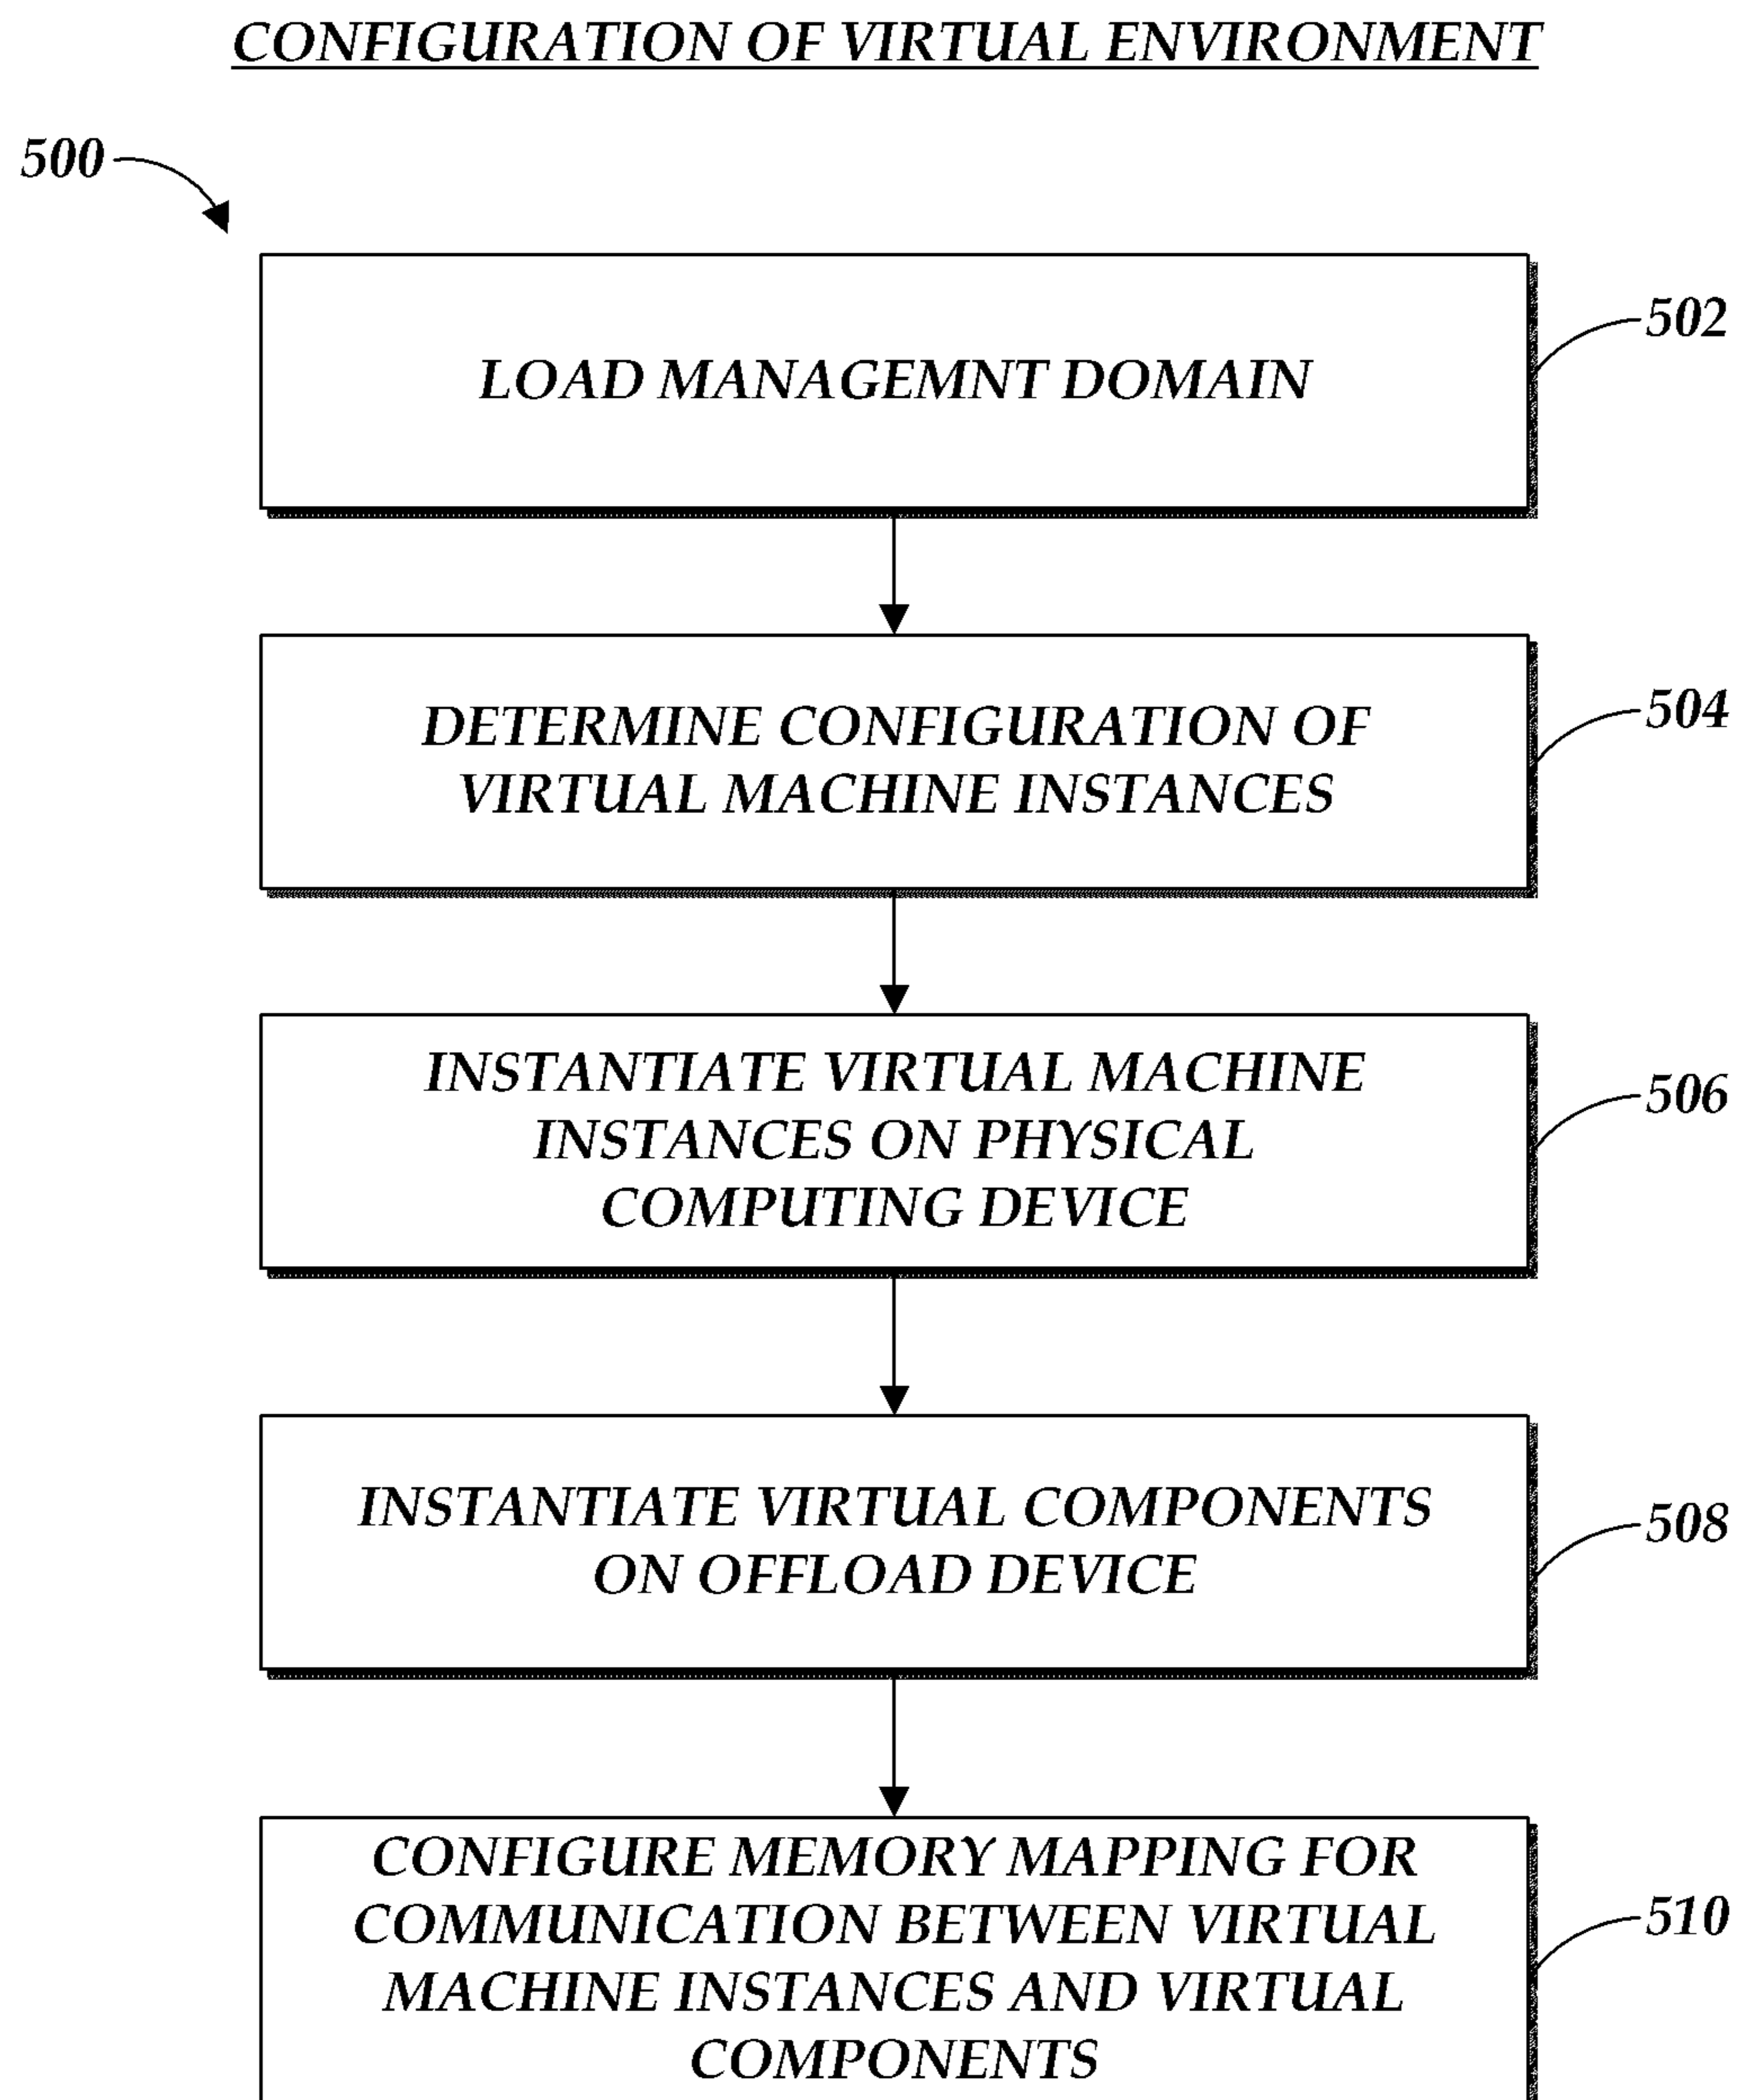 CONFIGURATION OF VIRTUAL ENVIRONMENT
500
LOAD MANAGEMNT DOMAIN
502
DETERMINE CONFIGURATION OF
VIRTUAL MACHINE INSTANCES
504
INSTANTIATE VIRTUAL MACHINE
INSTANCES ON PHYSICAL
COMPUTING DEVICE
506
INSTANTIATE VIRTUAL COMPONENTS
ON OFFLOAD DEVICE
508
CONFIGURE MEMORY MAPPING FOR
COMMUNICATION BETWEEN VIRTUAL
MACHINE INSTANCES AND VIRTUAL
COMPONENTS
510